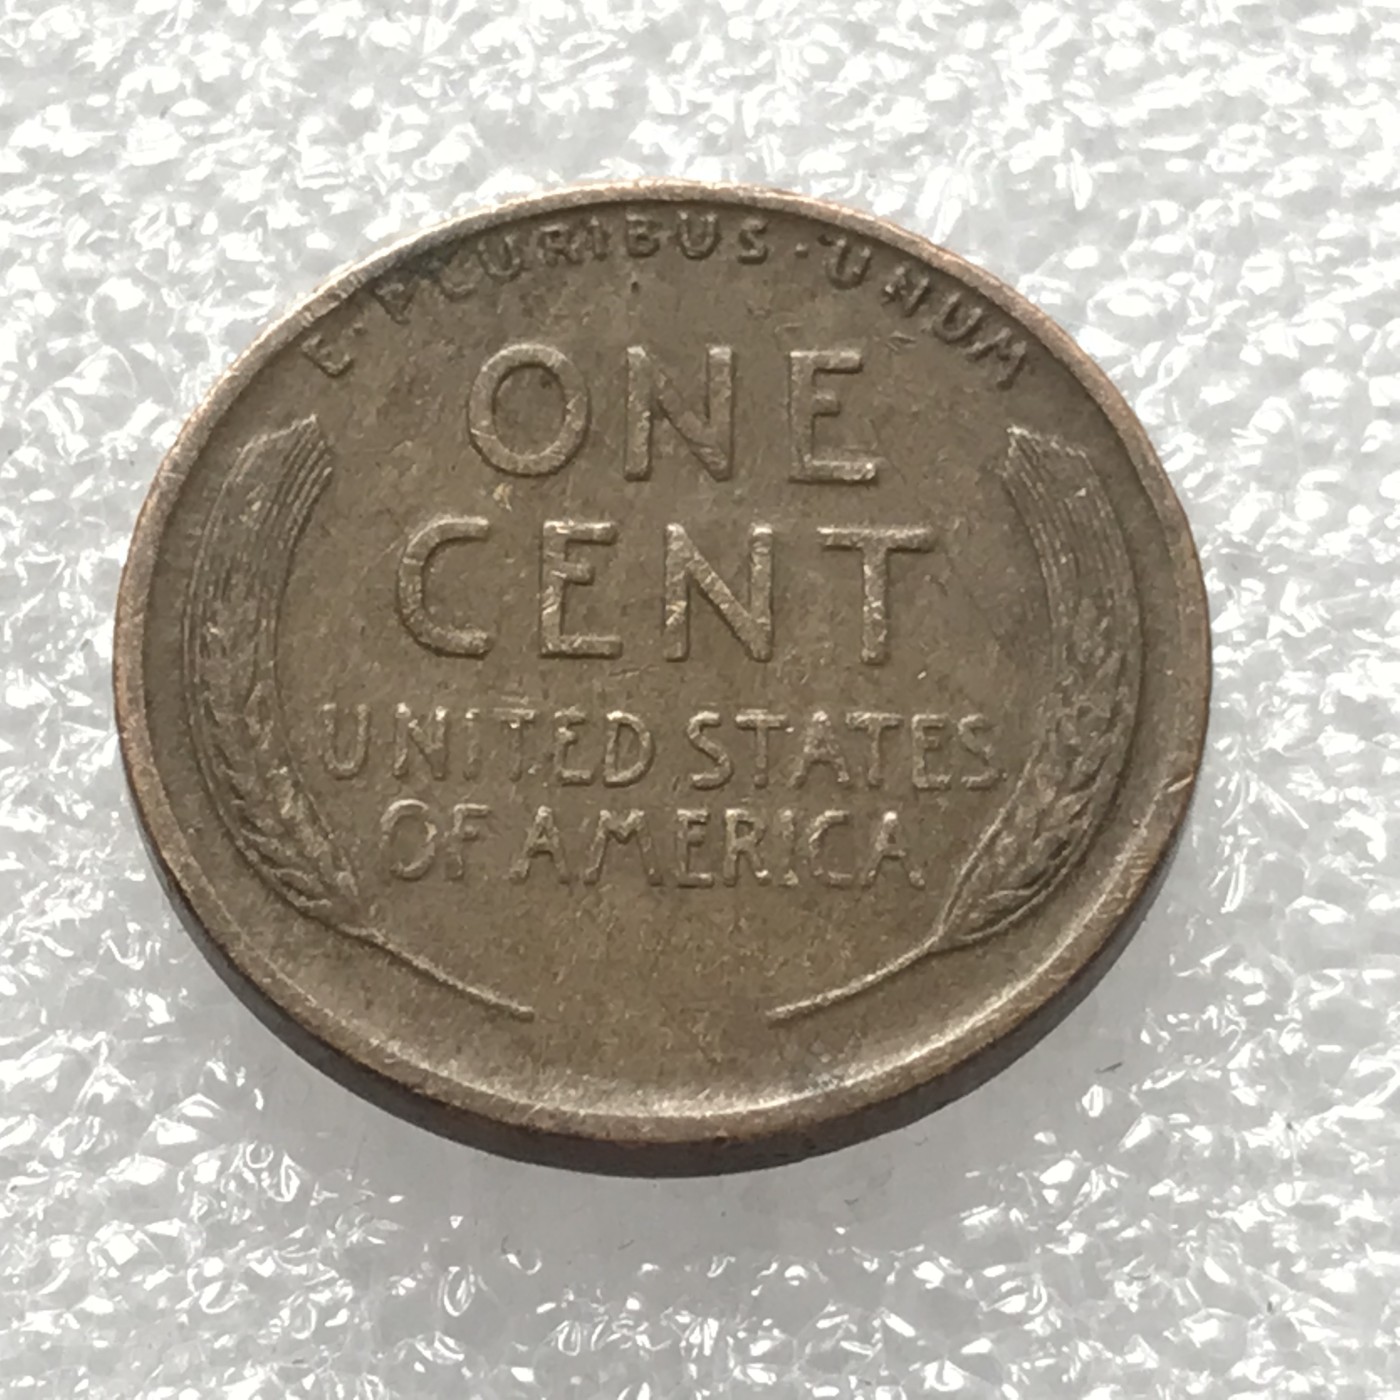 E · PLURIBUS · UNUM
ONE
CENT
UNITED STATES
OF AMERICA